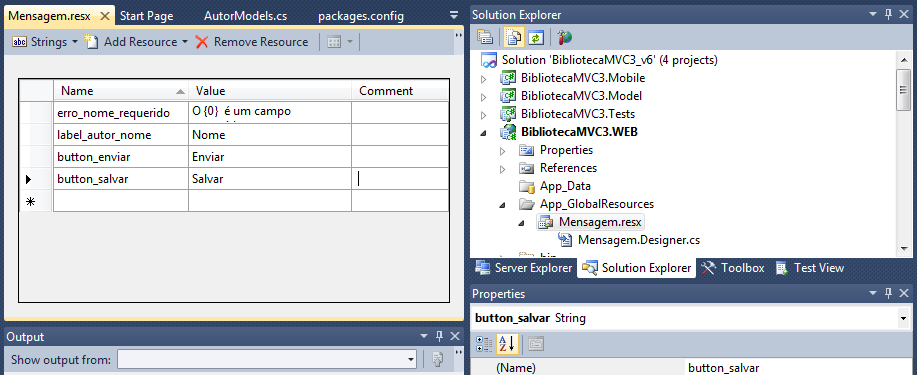 Mensagem.resx X Start Page AutorModels.cs packages.config
abc Strings Add Resource Remove Resource
Name Value Comment
erro_nome_requerido O {0} é um campo
label_autor_nome Nome
button_enviar Enviar
button_salvar Salvar
Output
Show output from:
Solution Explorer
Solution 'BibliotecaMVC3_v6' (4 projects)
BibliotecaMVC3.Mobile
BibliotecaMVC3.Model
BibliotecaMVC3.Tests
BibliotecaMVC3.WEB
Properties
References
App_Data
App_GlobalResources
Mensagem.resx
Mensagem.Designer.cs
Server Explorer Solution Explorer Toolbox Test View
Properties
button_salvar String
(Name) button_salvar